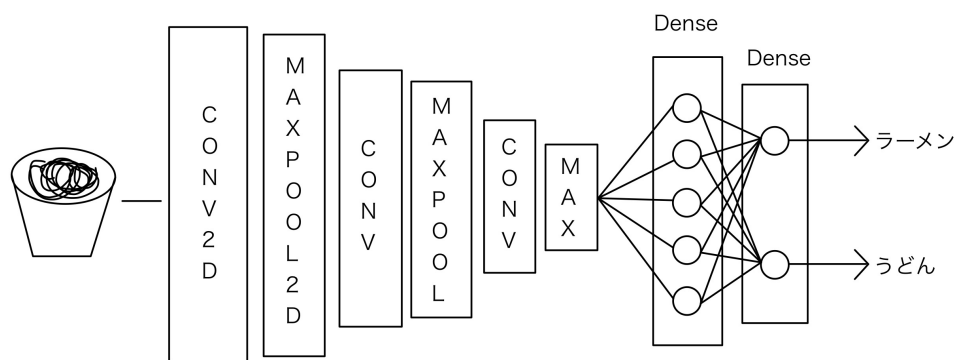 CONV2D
MAXPOOL2D
CONV
MAXPOOL
CONV
MAX
Dense
Dense
ラーメン
うどん